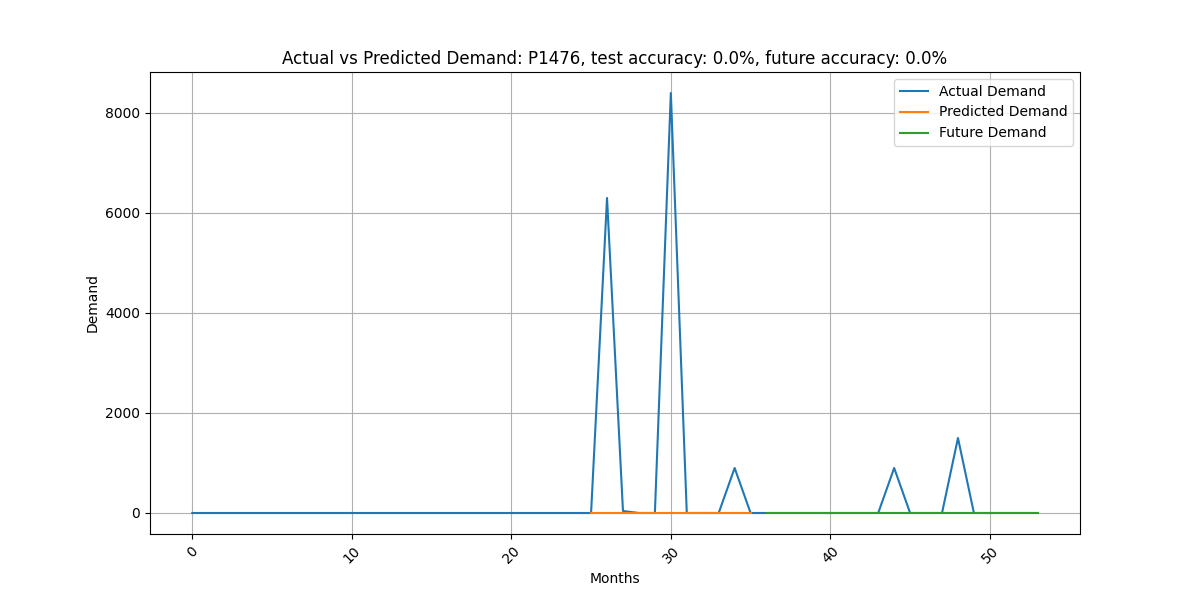 Actual vs Predicted Demand: P1476, test accuracy: 0.0%, future accuracy: 0.0%
Actual Demand
Predicted Demand
Future Demand
8000
6000
4000
2000
0
Demand
0
10
20
30
40
50
Months